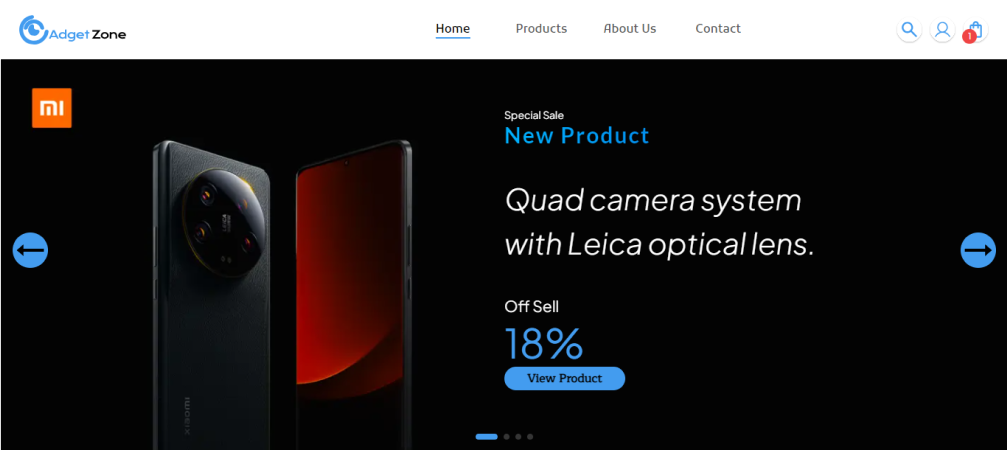 Adget Zone
Home Products About Us Contact
1
mi
Special Sale
New Product
Quad camera system
with Leica optical lens.
Off Sell
18%
View Product
LEICA
XIAOMI